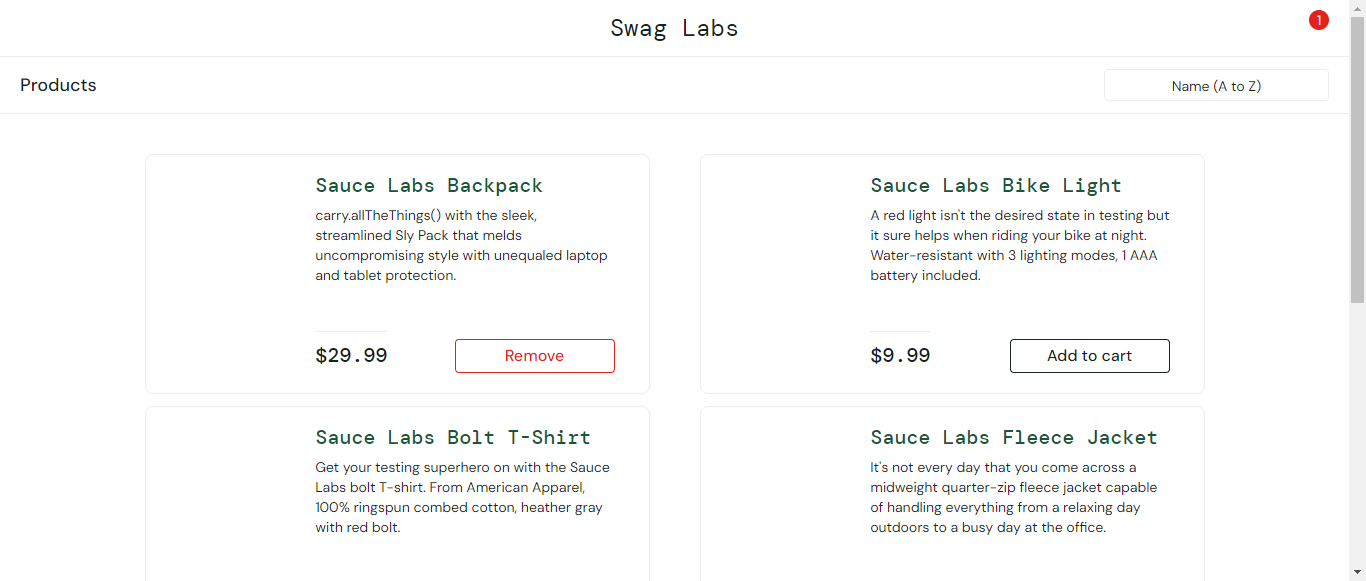 Swag Labs
1
Products
Name (A to Z)
Sauce Labs Backpack
carry.allTheThings() with the sleek,
streamlined Sly Pack that melds
uncompromising style with unequaled laptop
and tablet protection.
$29.99
Remove
Sauce Labs Bike Light
A red light isn't the desired state in testing but
it sure helps when riding your bike at night.
Water-resistant with 3 lighting modes, 1 AAA
battery included.
$9.99
Add to cart
Sauce Labs Bolt T-Shirt
Get your testing superhero on with the Sauce
Labs bolt T-shirt. From American Apparel,
100% ringspun combed cotton, heather gray
with red bolt.
Sauce Labs Fleece Jacket
It's not every day that you come across a
midweight quarter-zip fleece jacket capable
of handling everything from a relaxing day
outdoors to a busy day at the office.